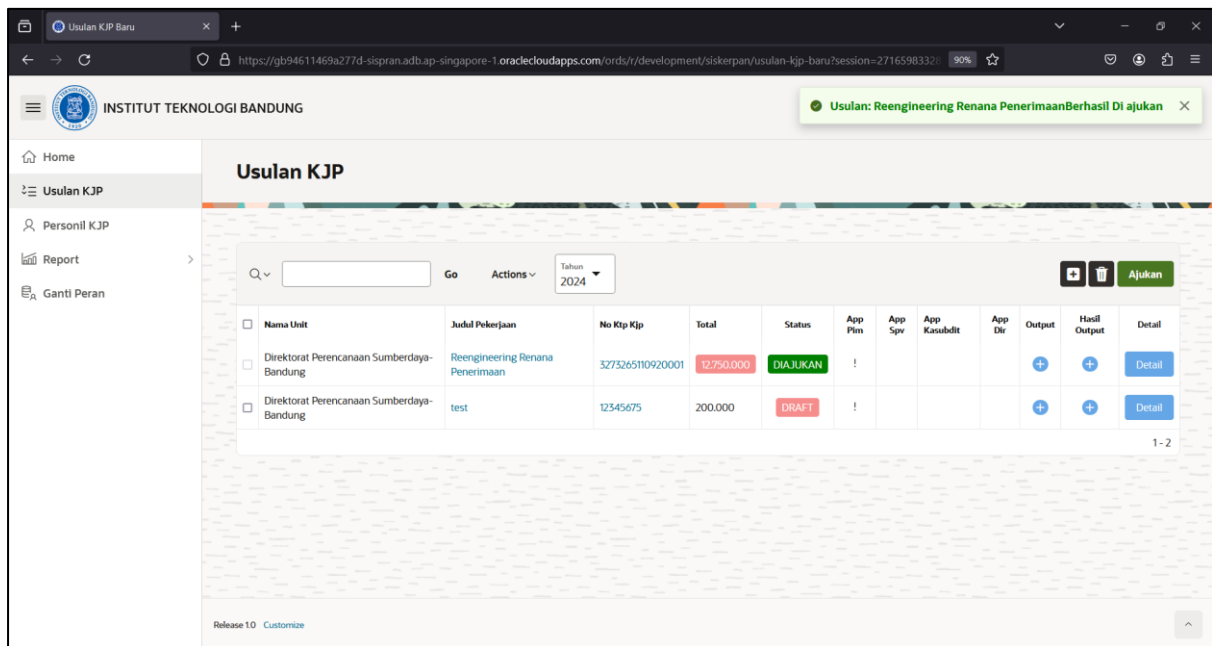 Usulan KJP Baru
https://gb94611469a277d-sispran.adb.ap-singapore-1.oraclecloudapps.com/ords/r/development/siskerpan/usulan-kjp-baru?session=2716598332 90%
INSTITUT TEKNOLOGI BANDUNG
Usulan: Reengineering Renana PenerimaanBerhasil Di ajukan
Home
Usulan KJP
Personil KJP
Report
Ganti Peran
Usulan KJP
Go Actions Tahun
2024
Ajukan
Nama Unit Judul Pekerjaan No Ktp Kjp Total Status App Pim App Spv App Kasubdit App Dir Output Hasil Output Detail
Direktorat Perencanaan Sumberdaya- Reengineering Renana
Bandung Penerimaan 3273265110920001 12.750.000 DIAJUKAN ! Detail
Direktorat Perencanaan Sumberdaya-
Bandung test 12345675 200.000 DRAFT ! Detail
1 - 2
Release 1.0 Customize